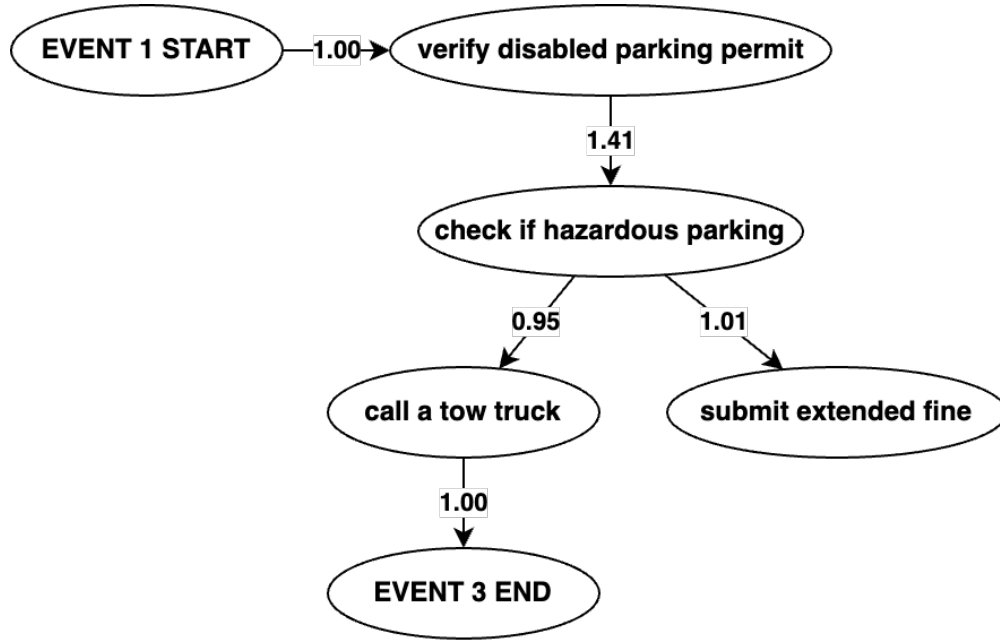 EVENT 1 START
1.00
verify disabled parking permit
1.41
check if hazardous parking
0.95
1.01
call a tow truck
submit extended fine
1.00
EVENT 3 END